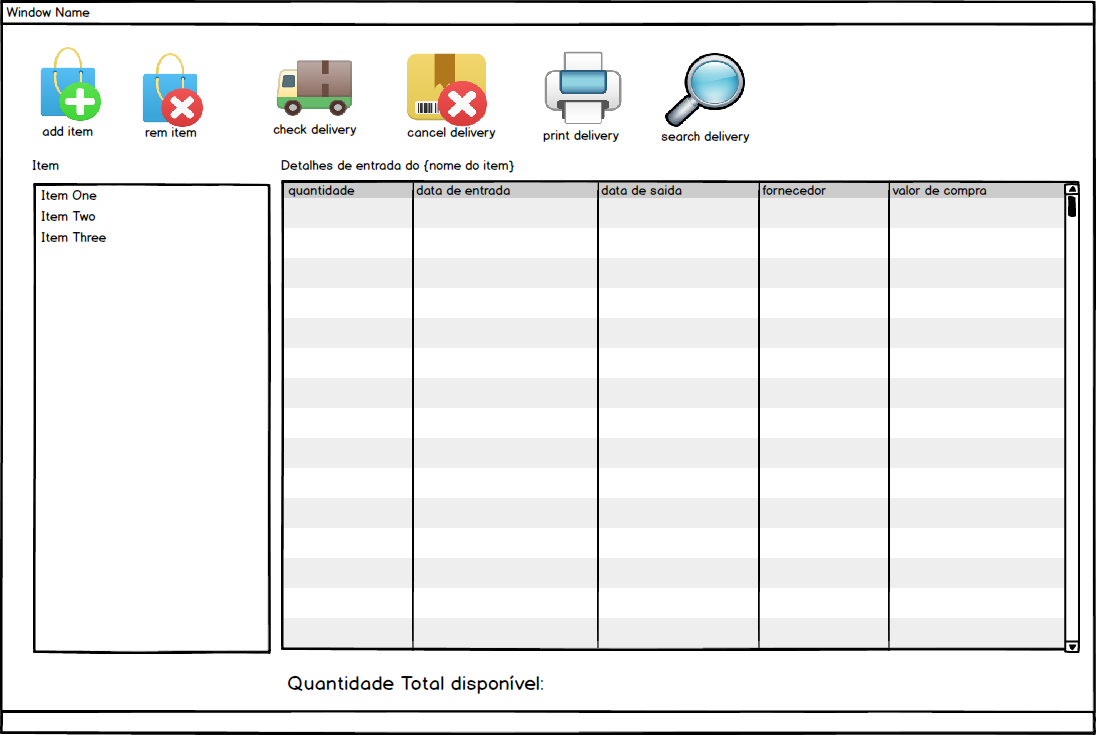 Window Name
add item
rem item
check delivery
cancel delivery
print delivery
search delivery
Item
Detalhes de entrada do {nome do item}
Item One
Item Two
Item Three
quantidade data de entrada data de saida fornecedor valor de compra
Quantidade Total disponível: